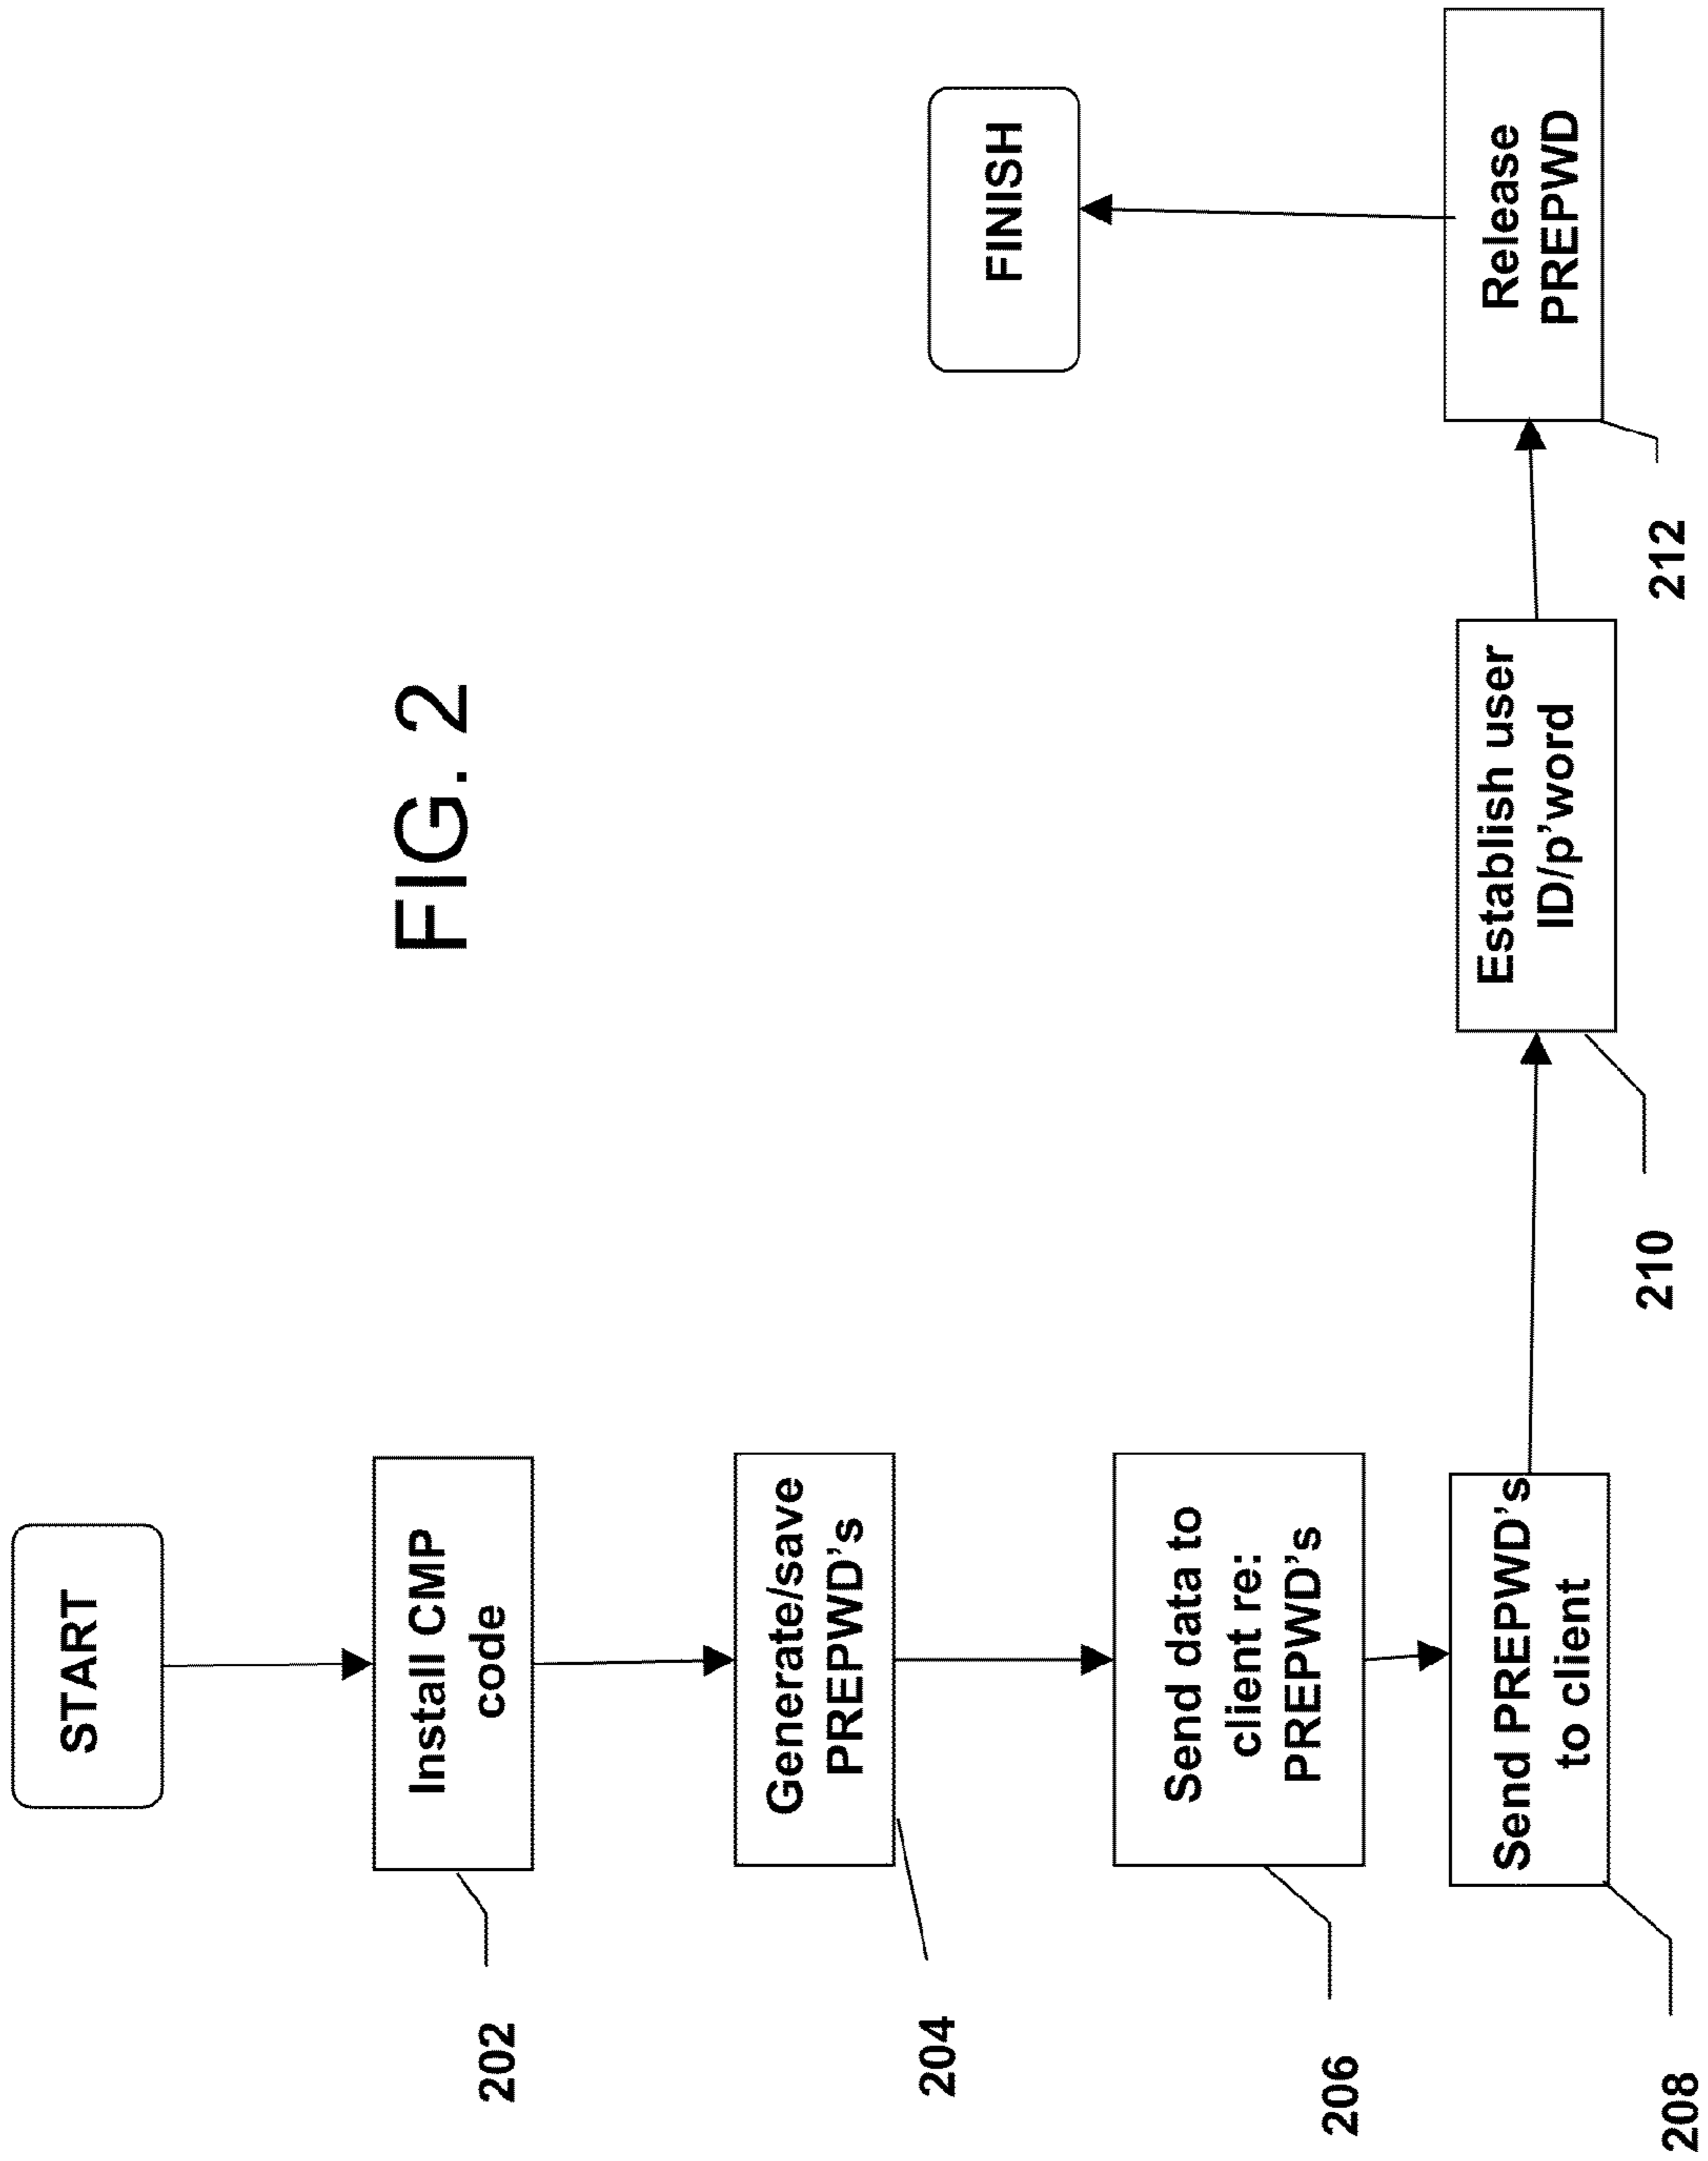 FIG. 2
START
Install CMP
code
202
Generate/save
PREPWD's
204
Send data to
client re:
PREPWD's
206
Send PREPWD's
to client
208
Establish user
ID/p'word
210
Release
PREPWD
212
FINISH